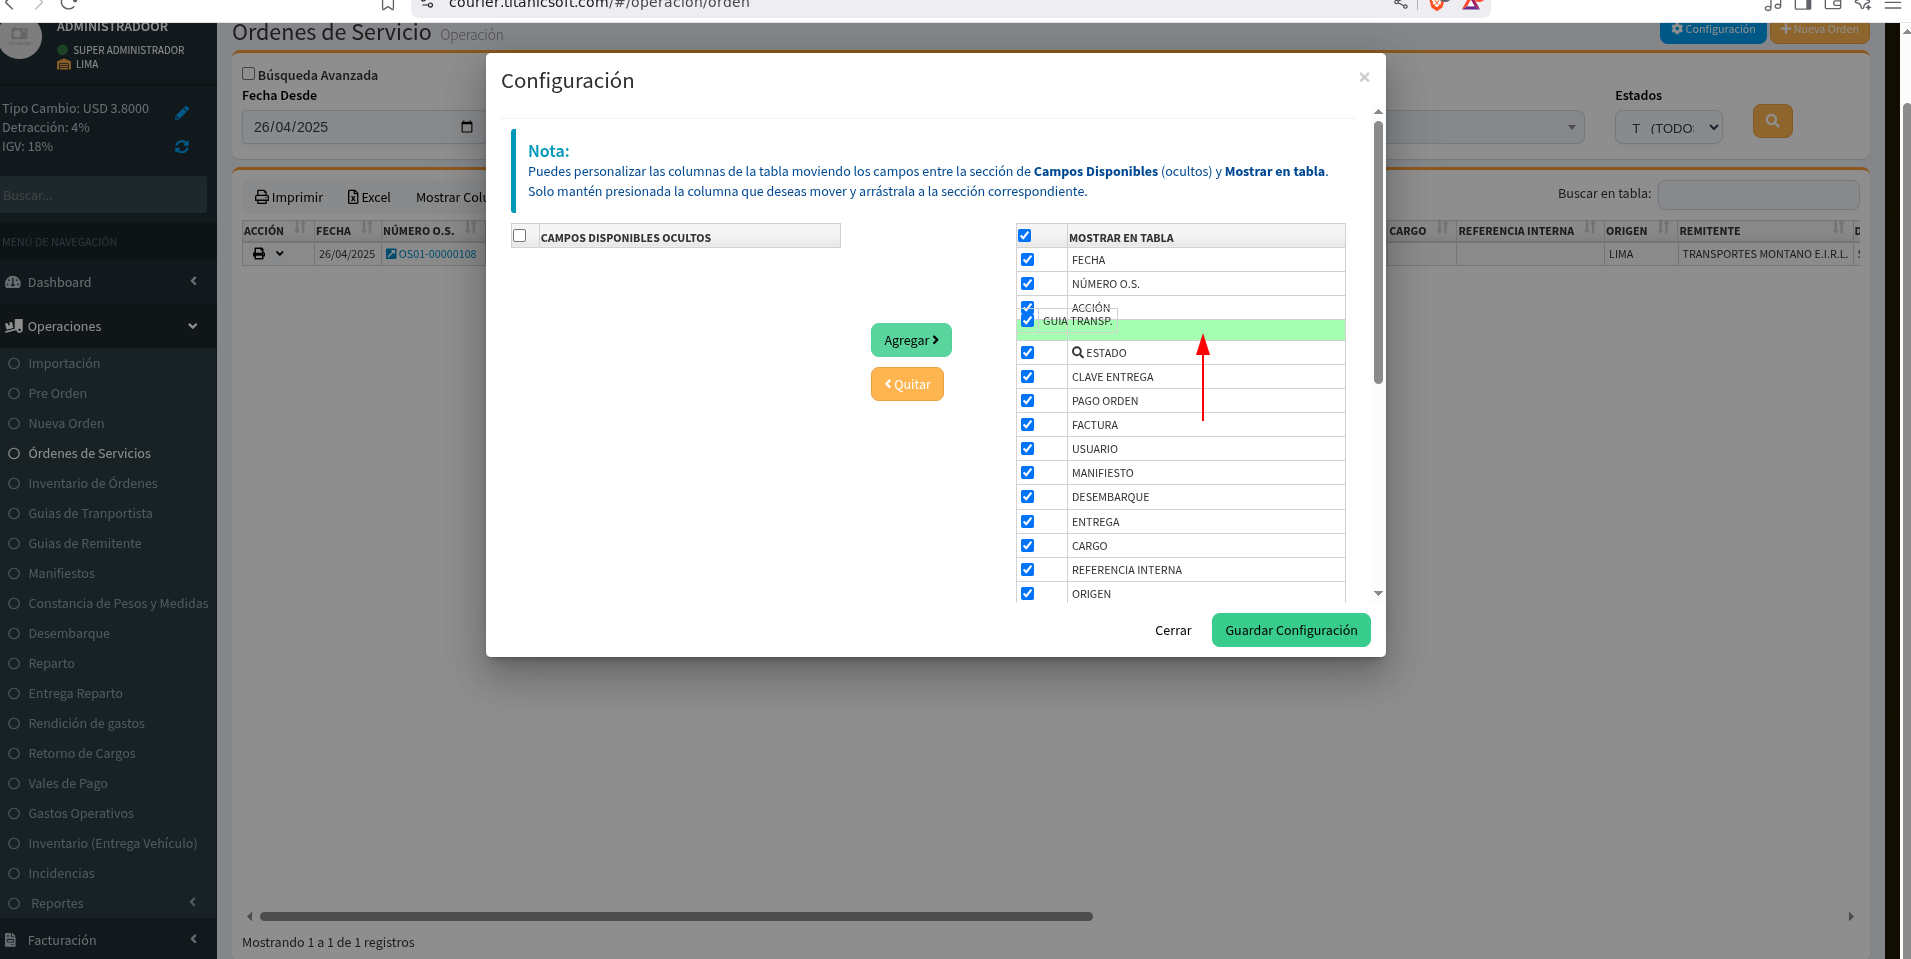 courier.titanicsoft.com/#/operacion/orden
ADMINISTRADOOR
SUPER ADMINISTRADOR
LIMA
Tipo Cambio: USD 3.8000
Detracción: 4%
IGV: 18%
Buscar...
MENÚ DE NAVEGACIÓN
Dashboard
Operaciones
Importación
Pre Orden
Nueva Orden
Órdenes de Servicios
Inventario de Órdenes
Guias de Tranportista
Guias de Remitente
Manifiestos
Constancia de Pesos y Medidas
Desembarque
Reparto
Entrega Reparto
Rendición de gastos
Retorno de Cargos
Vales de Pago
Gastos Operativos
Inventario (Entrega Vehículo)
Incidencias
Reportes
Facturación
Ordenes de Servicio Operación
Configuración
Nueva Orden
Búsqueda Avanzada
Fecha Desde
26/04/2025
Estados
T (TODO
Imprimir
Excel
Mostrar Colu
Buscar en tabla:
ACCIÓN FECHA NÚMERO O.S.
CARGO REFERENCIA INTERNA ORIGEN REMITENTE
26/04/2025 OS01-00000108
LIMA TRANSPORTES MONTANO E.I.R.L.
Mostrando 1 a 1 de 1 registros
Configuración
×
Nota:
Puedes personalizar las columnas de la tabla moviendo los campos entre la sección de Campos Disponibles (ocultos) y Mostrar en tabla.
Solo mantén presionada la columna que deseas mover y arrástrala a la sección correspondiente.
CAMPOS DISPONIBLES OCULTOS
Agregar
Quitar
MOSTRAR EN TABLA
FECHA
NÚMERO O.S.
ACCIÓN
GUIA TRANSP.
ESTADO
CLAVE ENTREGA
PAGO ORDEN
FACTURA
USUARIO
MANIFIESTO
DESEMBARQUE
ENTREGA
CARGO
REFERENCIA INTERNA
ORIGEN
Cerrar
Guardar Configuración